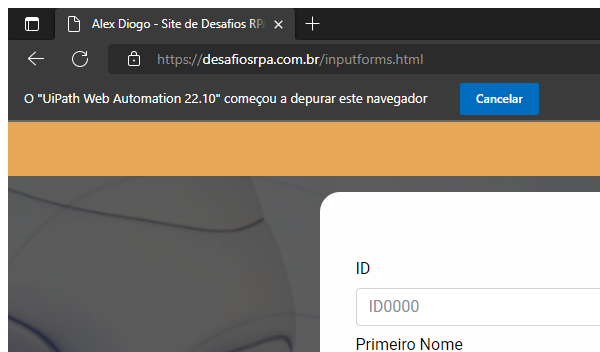 Alex Diogo - Site de Desafios RP
https://desafiosrpa.com.br/inputforms.html
O "UiPath Web Automation 22.10" começou a depurar este navegador
Cancelar
ID
ID0000
Primeiro Nome